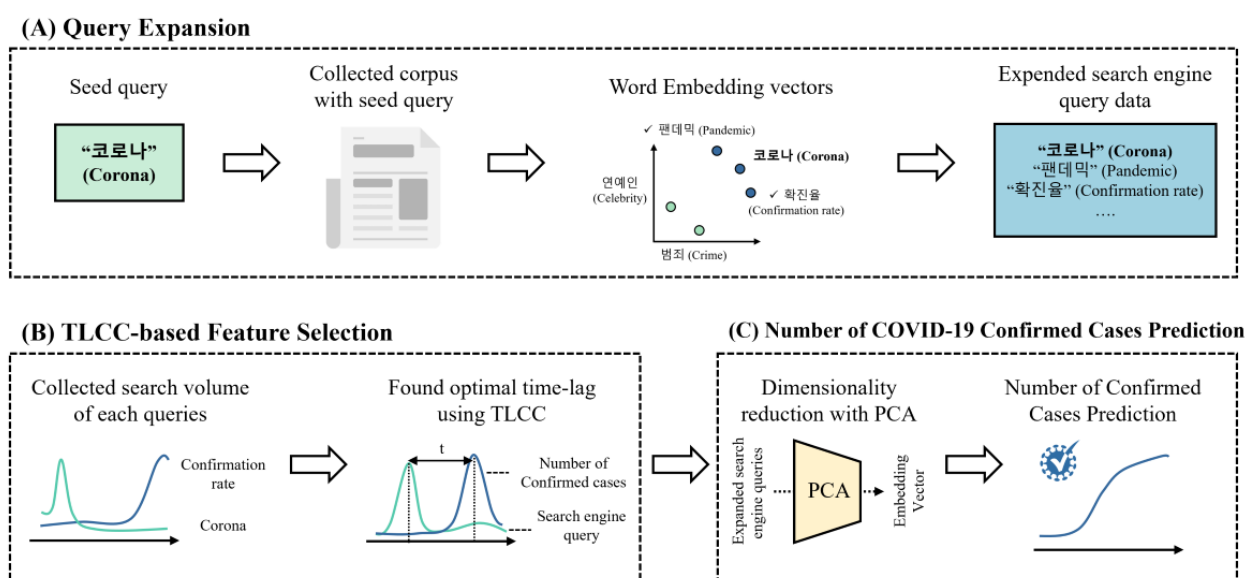 (A) Query Expansion
Seed query
“코로나”
(Corona)
Collected corpus
with seed query
Word Embedding vectors
✓ 팬데믹 (Pandemic)
코로나 (Corona)
연예인
(Celebrity)
✓ 확진율
(Confirmation rate)
범죄 (Crime)
Expended search engine
query data
“코로나” (Corona)
“팬데믹” (Pandemic)
“확진율” (Confirmation rate)
....
(B) TLCC-based Feature Selection
Collected search volume
of each queries
Confirmation
rate
Corona
Found optimal time-lag
using TLCC
t
Number of
Confirmed cases
Search engine
query
(C) Number of COVID-19 Confirmed Cases Prediction
Dimensionality
reduction with PCA
Expanded search
engine queries
PCA
Embedding
Vector
Number of Confirmed
Cases Prediction